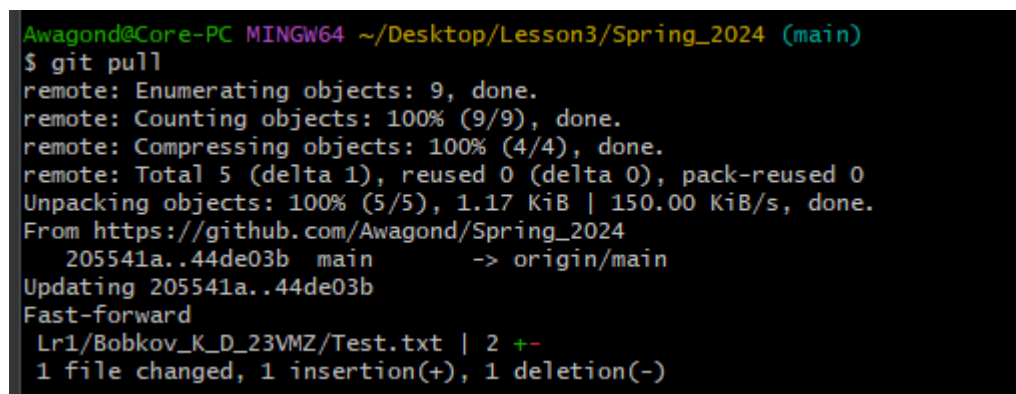 Awagond@Core-PC MINGW64 ~/Desktop/Lesson3/Spring_2024 (main)
$ git pull
remote: Enumerating objects: 9, done.
remote: Counting objects: 100% (9/9), done.
remote: Compressing objects: 100% (4/4), done.
remote: Total 5 (delta 1), reused 0 (delta 0), pack-reused 0
Unpacking objects: 100% (5/5), 1.17 KiB | 150.00 KiB/s, done.
From https://github.com/Awagond/Spring_2024
   205541a..44de03b  main       -> origin/main
Updating 205541a..44de03b
Fast-forward
 Lr1/Bobkov_K_D_23VMZ/Test.txt | 2 +-
 1 file changed, 1 insertion(+), 1 deletion(-)